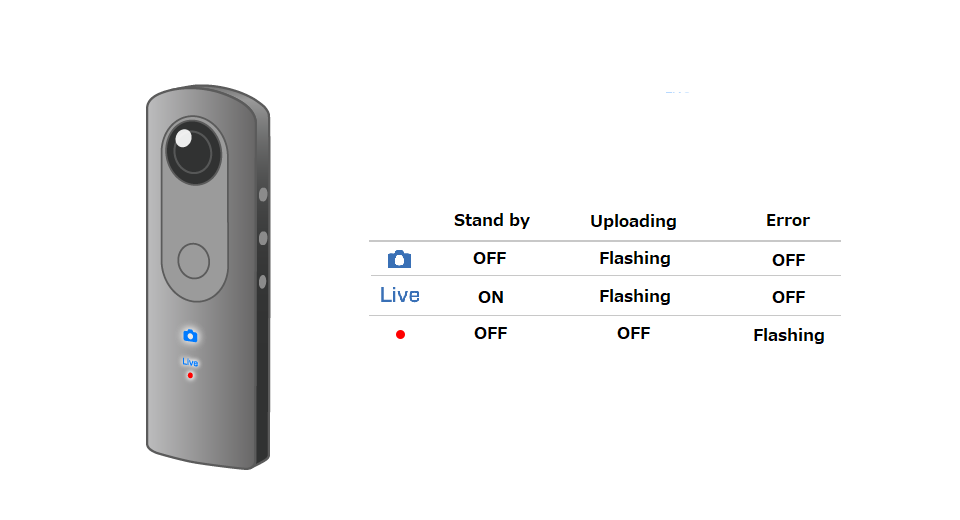 Stand by Uploading Error
OFF Flashing OFF
Live ON Flashing OFF
OFF OFF Flashing
Live